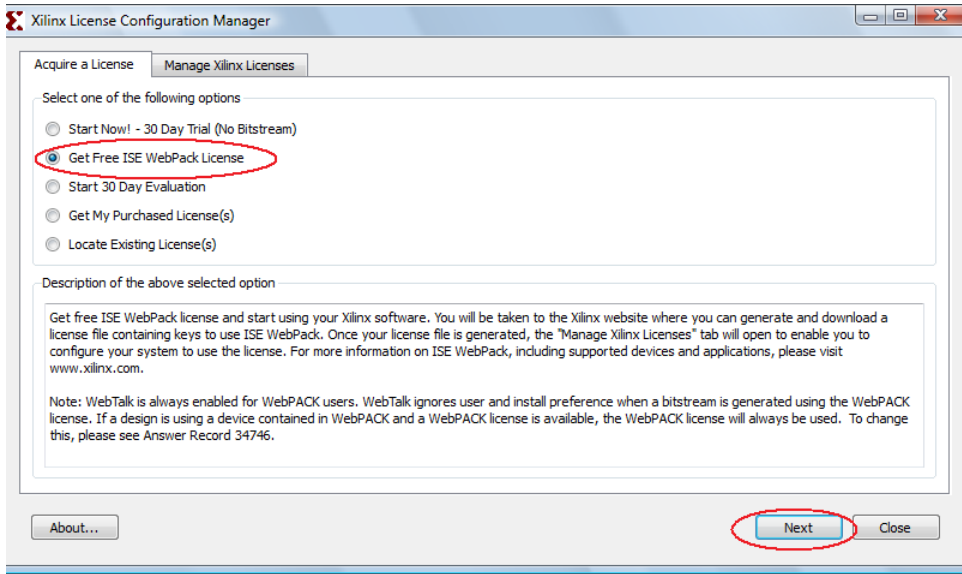 Xilinx License Configuration Manager
Acquire a License
Manage Xilinx Licenses
Select one of the following options
Start Now! - 30 Day Trial (No Bitstream)
Get Free ISE WebPack License
Start 30 Day Evaluation
Get My Purchased License(s)
Locate Existing License(s)
Description of the above selected option
Get free ISE WebPack license and start using your Xilinx software. You will be taken to the Xilinx website where you can generate and download a
license file containing keys to use ISE WebPack. Once your license file is generated, the "Manage Xilinx Licenses" tab will open to enable you to
configure your system to use the license. For more information on ISE WebPack, including supported devices and applications, please visit
www.xilinx.com.
Note: WebTalk is always enabled for WebPACK users. WebTalk ignores user and install preference when a bitstream is generated using the WebPACK
license. If a design is using a device contained in WebPACK and a WebPACK license is available, the WebPACK license will always be used.  To change
this, please see Answer Record 34746.
About...
Next
Close